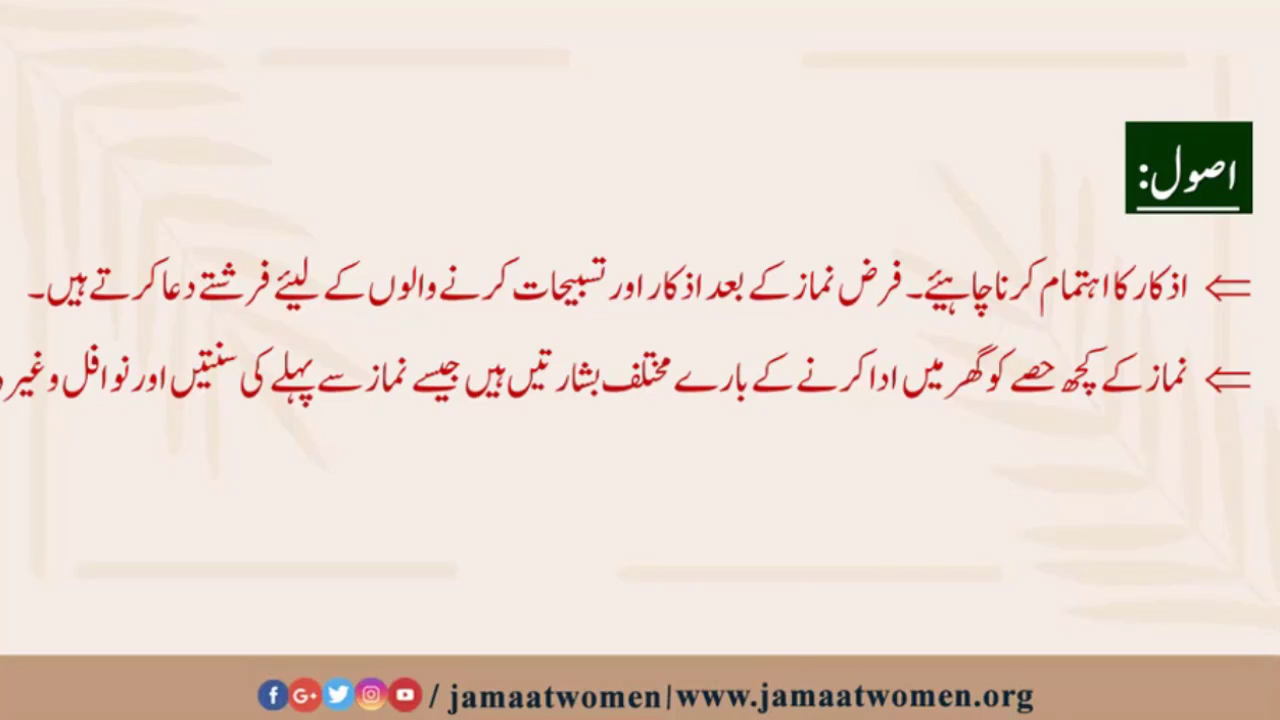 اصول:
⇐ اذکار کا اہتمام کرنا چاہیئے۔ فرض نماز کے بعد اذکار اور تسبیحات کرنے والوں کے لیئے فرشتے دعا کرتے ہیں۔
⇐ نماز کے کچھ حصے کو گھر میں ادا کرنے کے بارے مختلف بشارتیں ہیں جیسے نماز سے پہلے کی سنتیں اور نوافل وغیرہ
/ jamaatwomen|www.jamaatwomen.org